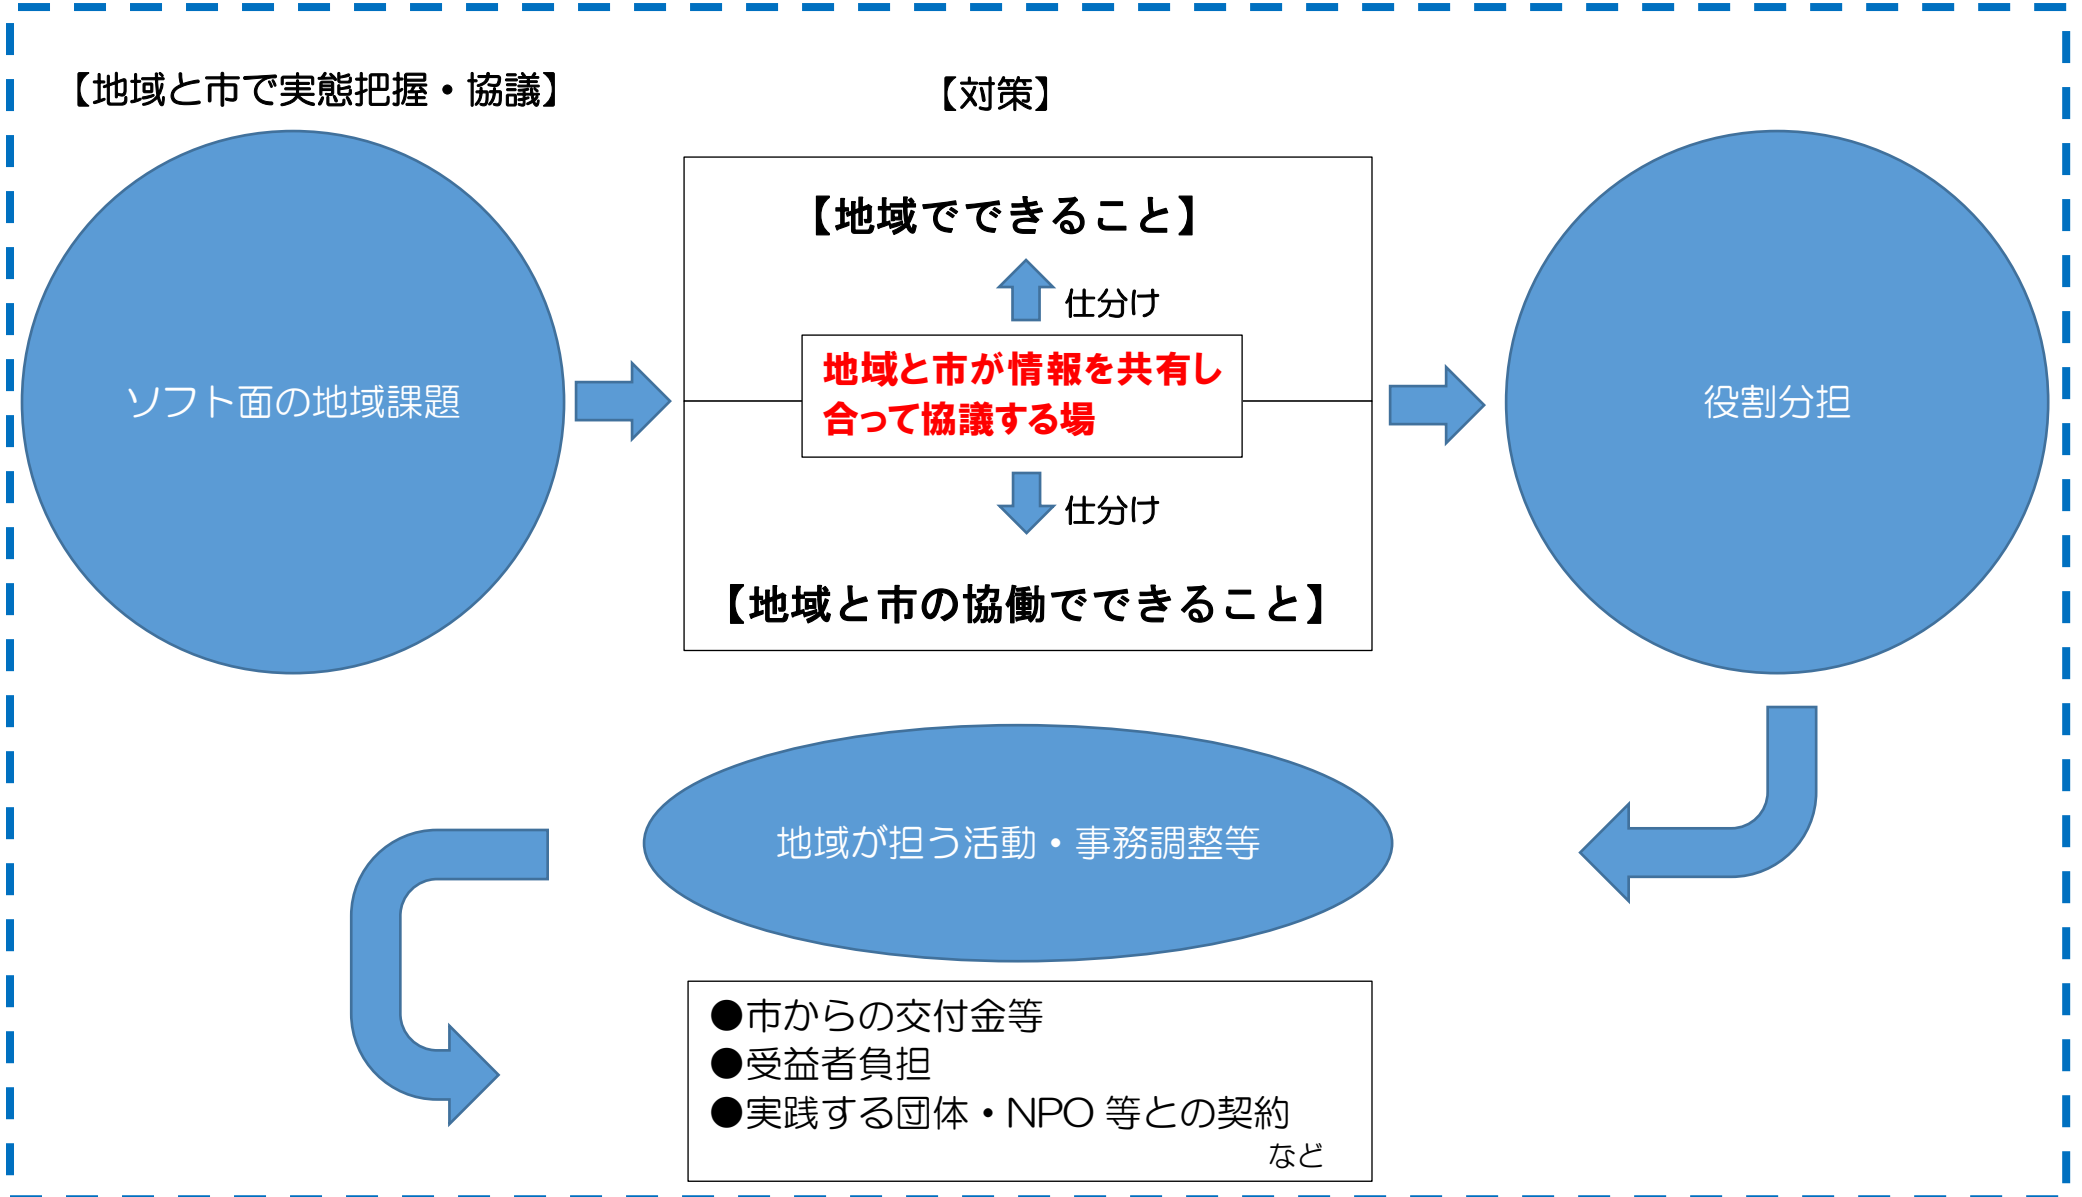 【地域と市で実態把握・協議】
【対策】
ソフト面の地域課題
【地域でできること】
仕分け
地域と市が情報を共有し
合って協議する場
仕分け
【地域と市の協働でできること】
役割分担
地域が担う活動・事務調整等
●市からの交付金等
●受益者負担
●実践する団体・NPO 等との契約
など